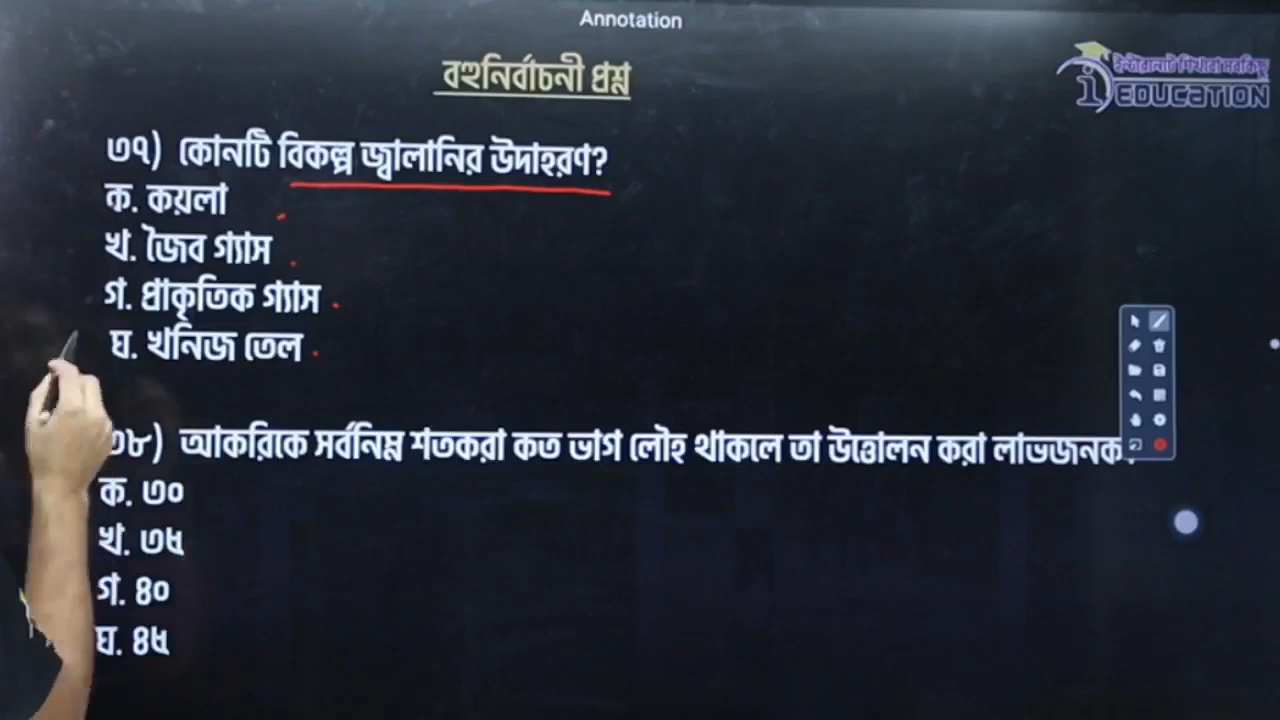 Annotation
বহুনির্বাচনী প্রশ্ন
EDUCATION
৩৭) কোনটি বিকল্প জ্বালানির উদাহরণ?
ক. কয়লা
খ. জৈব গ্যাস
গ. প্রাকৃতিক গ্যাস
ঘ. খনিজ তেল
৩৮) আকরিকে সর্বনিম্ন শতকরা কত ভাগ লৌহ থাকলে তা উত্তোলন করা লাভজনক
ক. ৩০
খ. ৩৫
গ. ৪০
ঘ. ৪৫